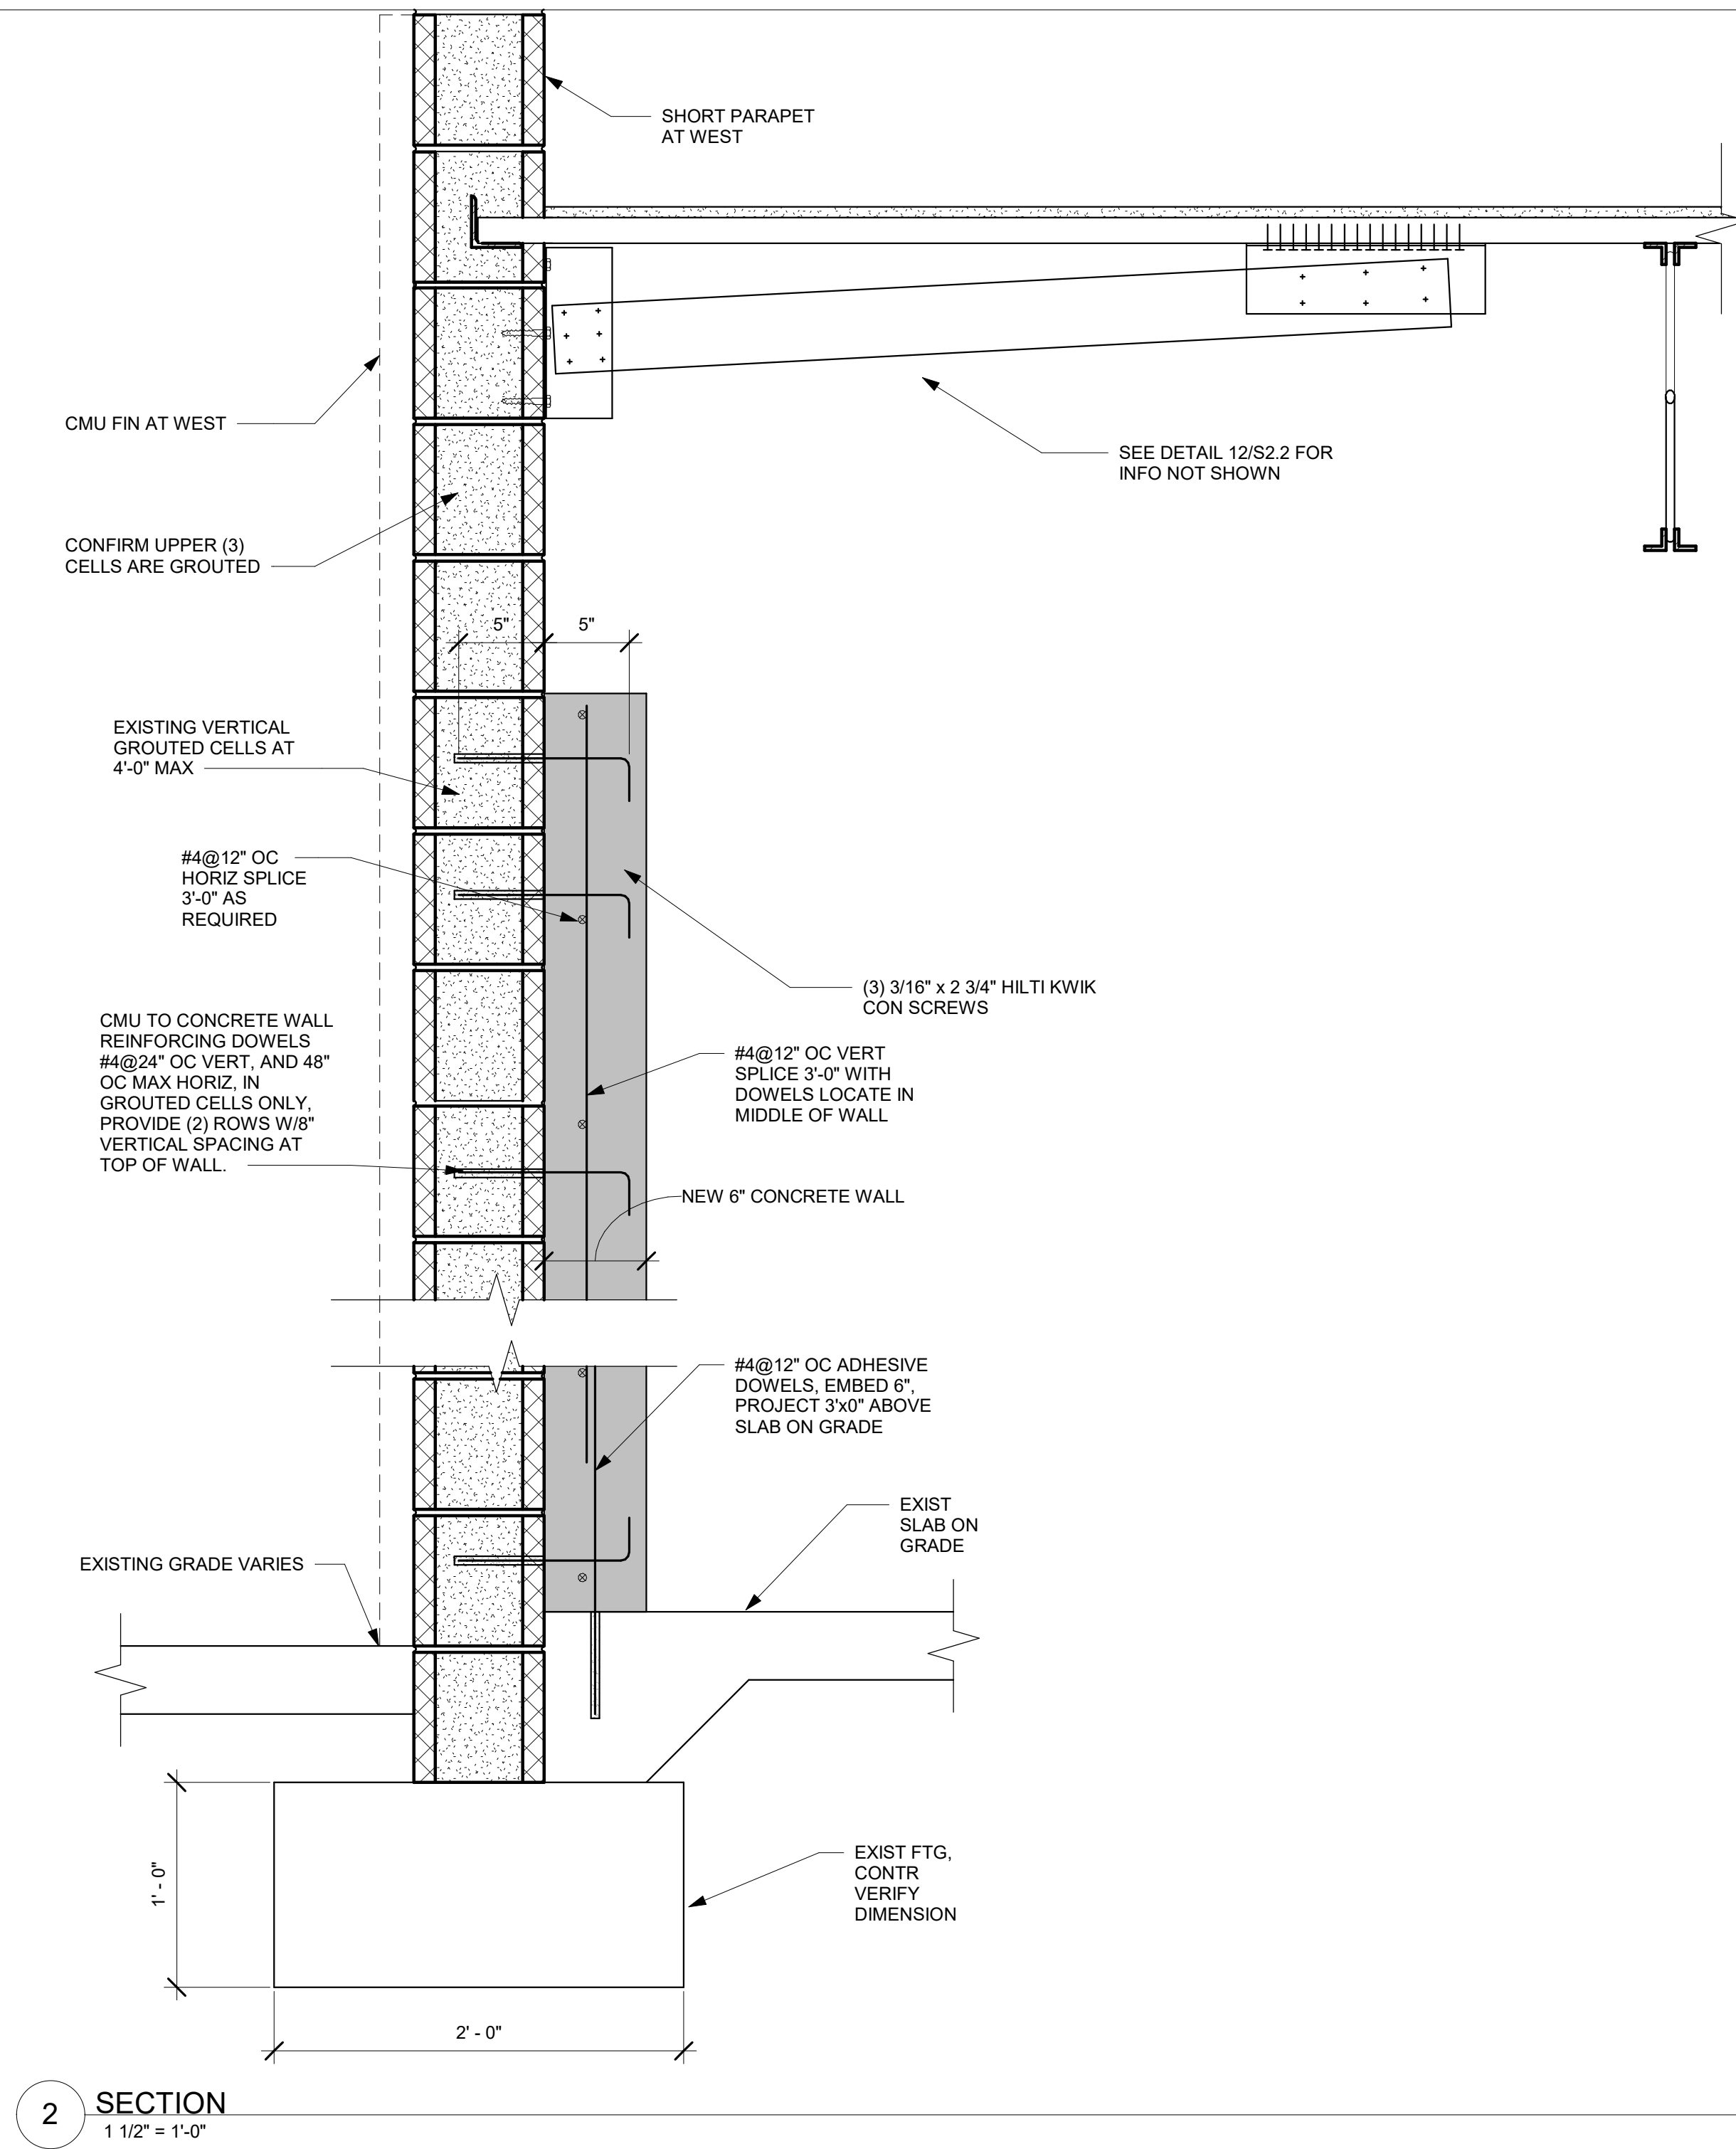 SHORT PARAPET
AT WEST
CMU FIN AT WEST
SEE DETAIL 12/S2.2 FOR
INFO NOT SHOWN
CONFIRM UPPER (3)
CELLS ARE GROUTED
5"
5"
EXISTING VERTICAL
GROUTED CELLS AT
4'-0" MAX
#4@12" OC
HORIZ SPLICE
3'-0" AS
REQUIRED
(3) 3/16" x 2 3/4" HILTI KWIK
CON SCREWS
CMU TO CONCRETE WALL
REINFORCING DOWELS
#4@24" OC VERT, AND 48"
OC MAX HORIZ, IN
GROUTED CELLS ONLY,
PROVIDE (2) ROWS W/8"
VERTICAL SPACING AT
TOP OF WALL.
#4@12" OC VERT
SPLICE 3'-0" WITH
DOWELS LOCATE IN
MIDDLE OF WALL
NEW 6" CONCRETE WALL
#4@12" OC ADHESIVE
DOWELS, EMBED 6",
PROJECT 3'x0" ABOVE
SLAB ON GRADE
EXIST
SLAB ON
GRADE
EXISTING GRADE VARIES
1' - 0"
EXIST FTG,
CONTR
VERIFY
DIMENSION
2' - 0"
2
SECTION
1 1/2" = 1'-0"